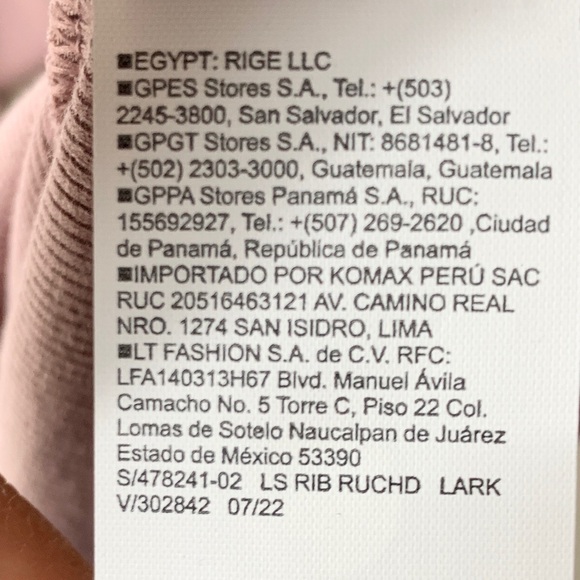 ■EGYPT: RIGE LLC
■GPES Stores S.A., Tel.: +(503)
2245-3800, San Salvador, El Salvador
■GPGT Stores S.A., NIT: 8681481-8, Tel.:
+(502) 2303-3000, Guatemala, Guatemala
■GPPA Stores Panamá S.A., RUC:
155692927, Tel.: +(507) 269-2620 ,Ciudad
de Panamá, República de Panamá
■IMPORTADO POR KOMAX PERÚ SAC
RUC 20516463121 AV. CAMINO REAL
NRO. 1274 SAN ISIDRO, LIMA
■LT FASHION S.A. de C.V. RFC:
LFA140313H67 Blvd. Manuel Ávila
Camacho No. 5 Torre C, Piso 22 Col.
Lomas de Sotelo Naucalpan de Juárez
Estado de México 53390
S/478241-02 LS RIB RUCHD LARK
V/302842 07/22